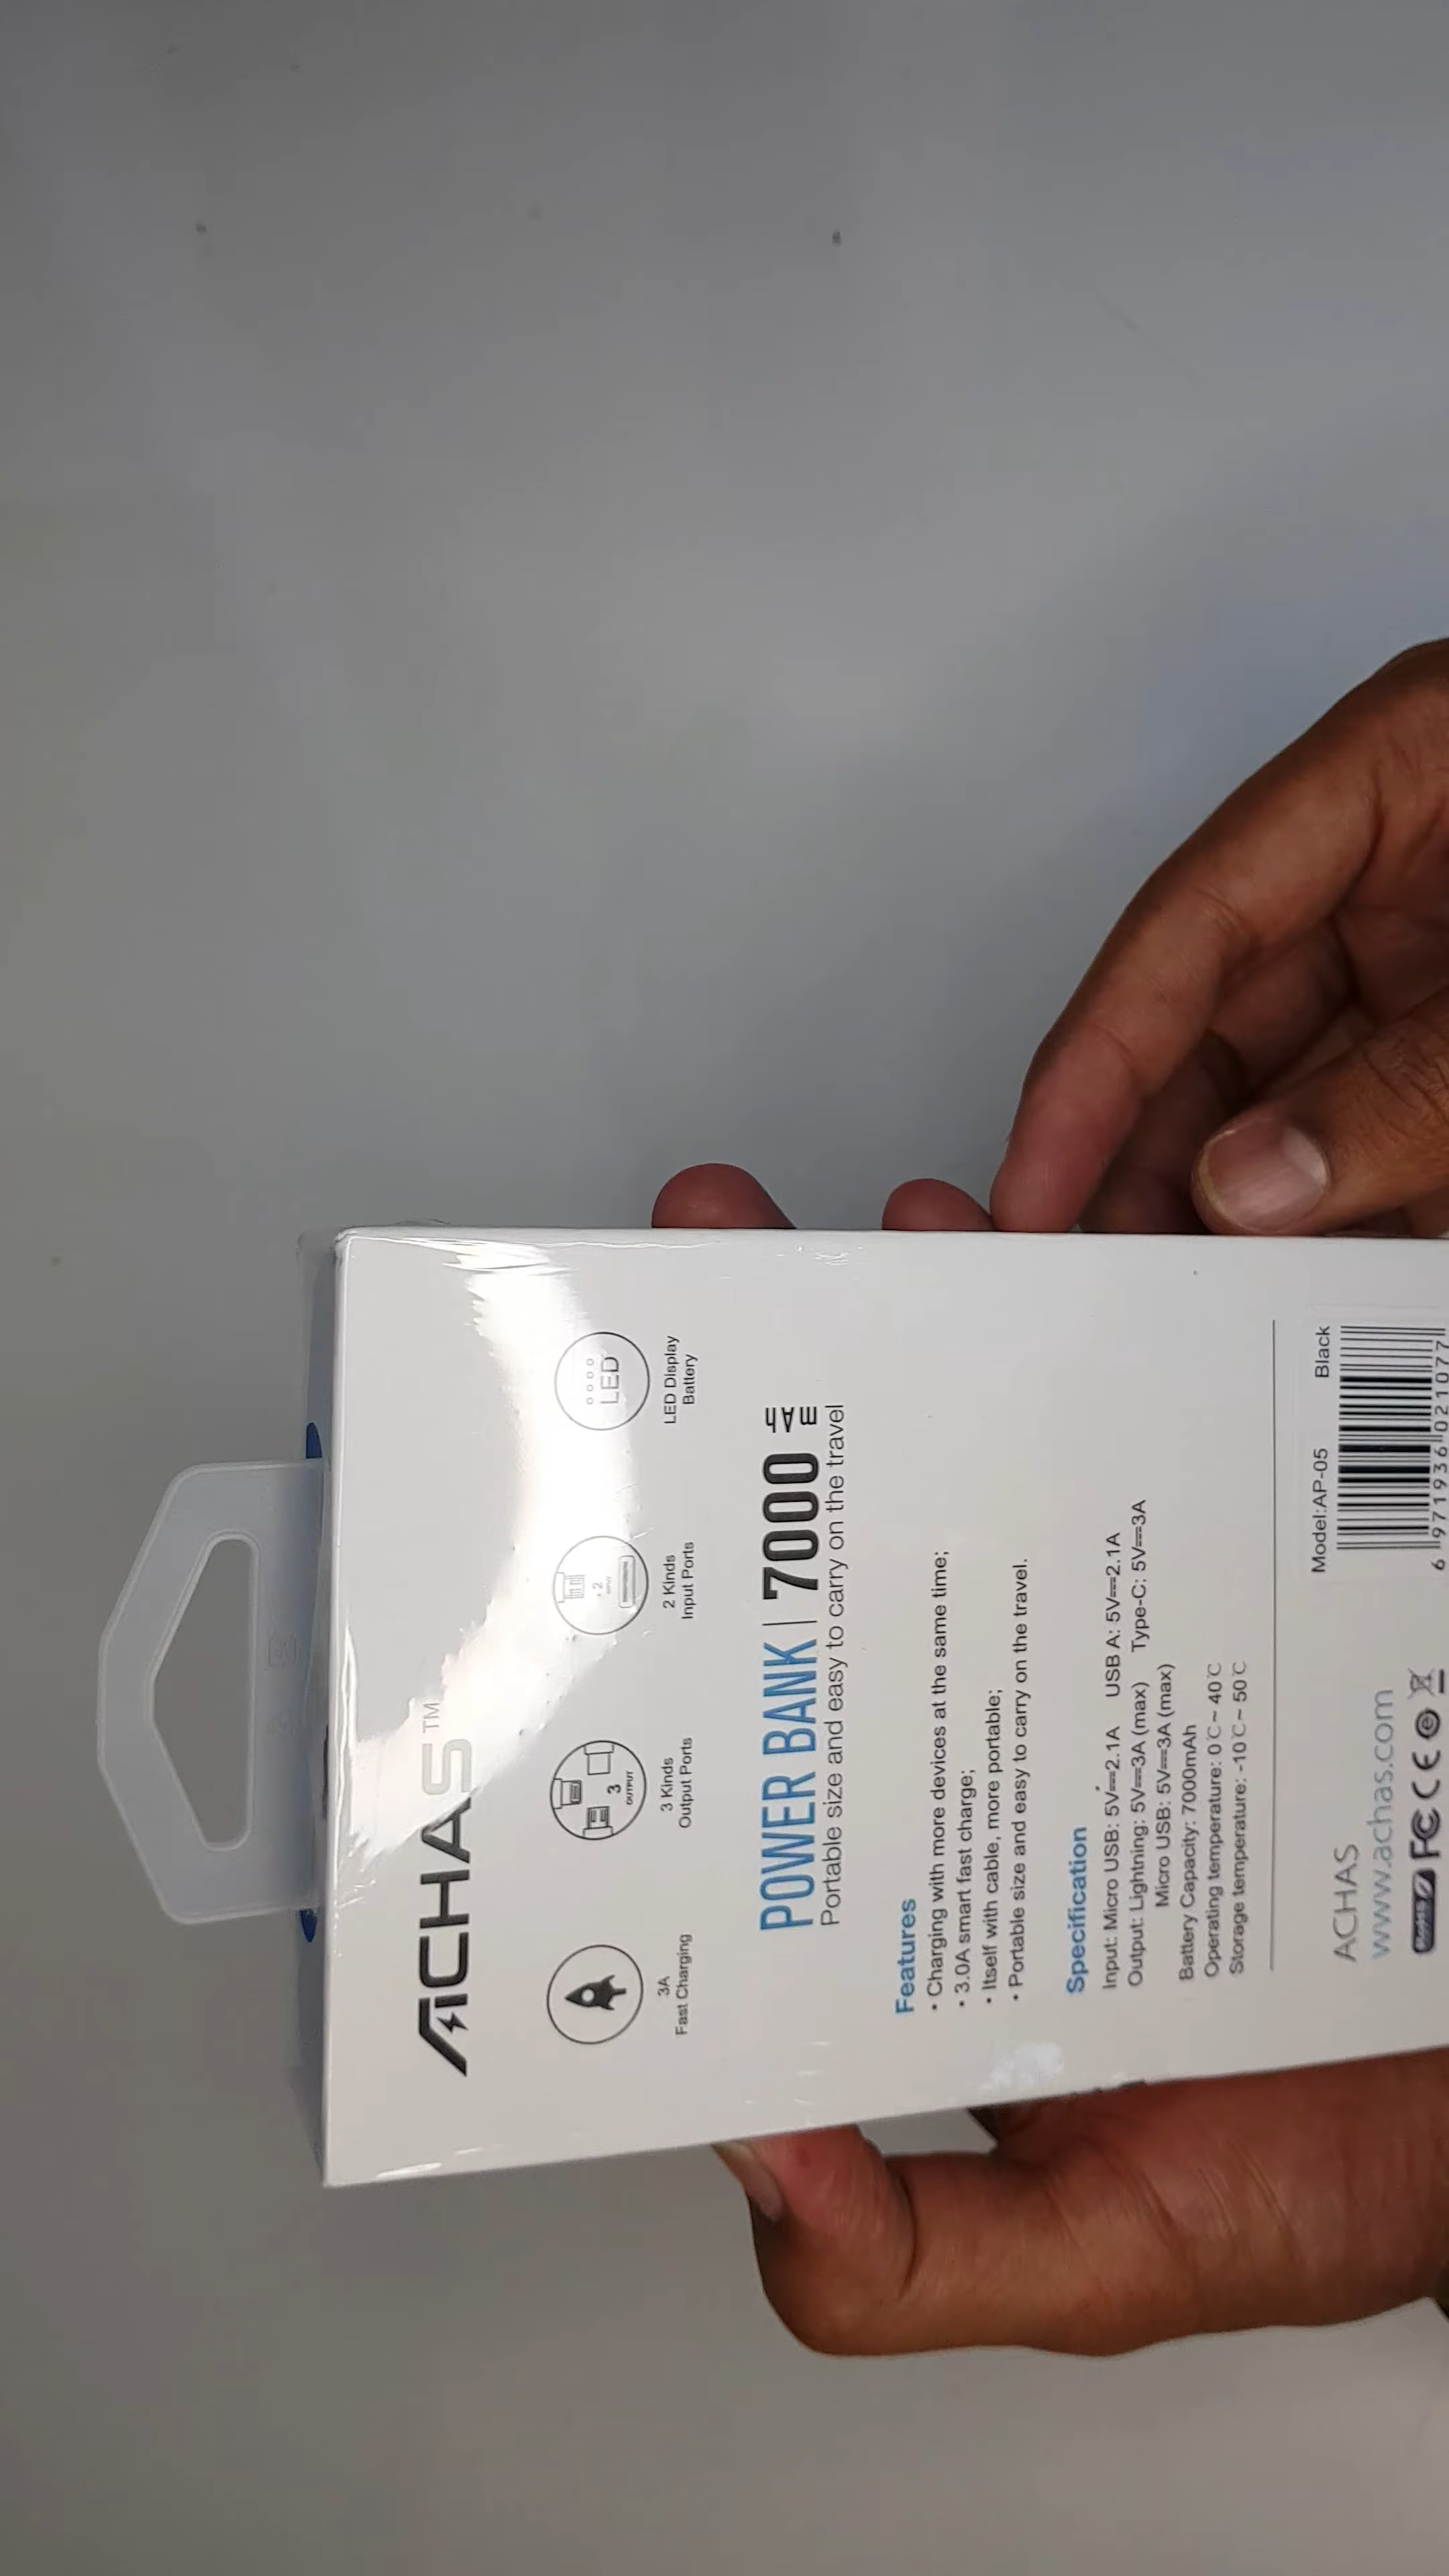 ACHAS™
3A
Fast Charging
3
OUTPUT
3 Kinds
Output Ports
2
2 Kinds
Input Ports
LED
LED Display
Battery
POWER BANK | 7000 mAh
Portable size and easy to carry on the travel
Features
• Charging with more devices at the same time;
• 3.0A smart fast charge;
• Itself with cable, more portable;
• Portable size and easy to carry on the travel.
Specification
Input: Micro USB: 5V⎓2.1A USB A: 5V⎓2.1A
Output: Lightning: 5V⎓3A (max) Type-C: 5V⎓3A
Micro USB: 5V⎓3A (max)
Battery Capacity: 7000mAh
Operating temperature: 0℃~ 40℃
Storage temperature: -10℃~ 50℃
ACHAS
www.achas.com
RoHS FC CE
Model:AP-05 Black
6 971936 021077